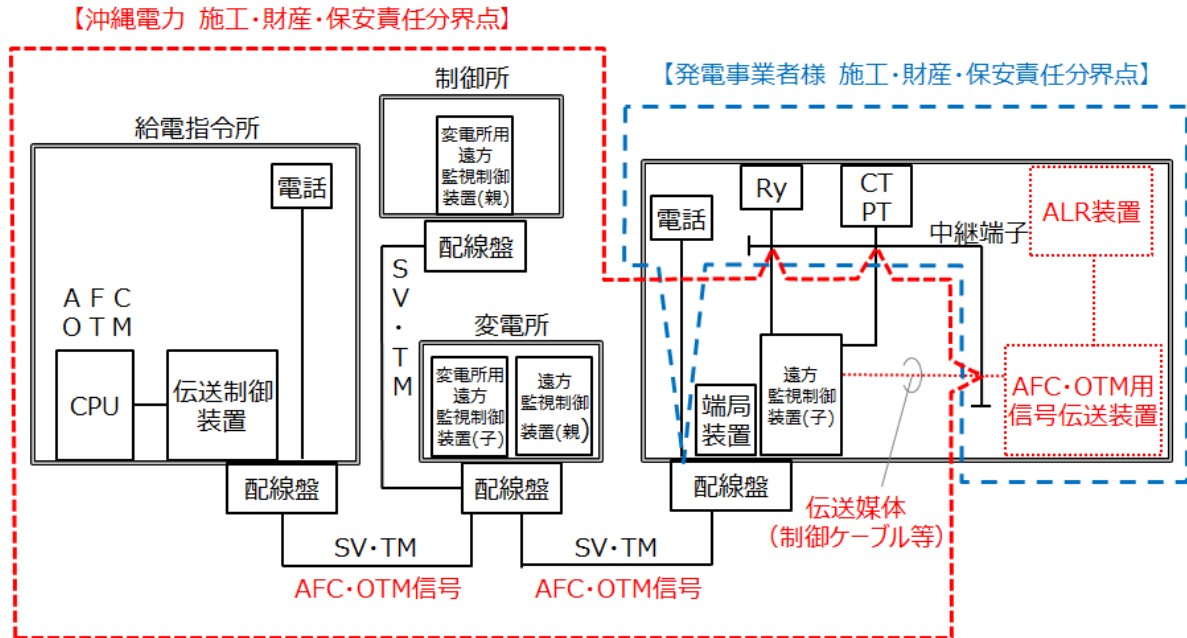 【沖縄電力 施工・財産・保安責任分界点】
【発電事業者様 施工・財産・保安責任分界点】
制御所
変電所用
遠方
監視制御
装置(親)
配線盤
給電指令所
電話
AFC
OTM
CPU
伝送制御
装置
配線盤
SV・TM
変電所
変電所用
遠方
監視制御
装置(子)
遠方
監視制御
装置(親)
配線盤
SV・TM
AFC・OTM信号
SV・TM
AFC・OTM信号
電話
Ry
CT
PT
中継端子
ALR装置
端局
装置
遠方
監視制御
装置(子)
AFC・OTM用
信号伝送装置
配線盤
伝送媒体
(制御ケーブル等)